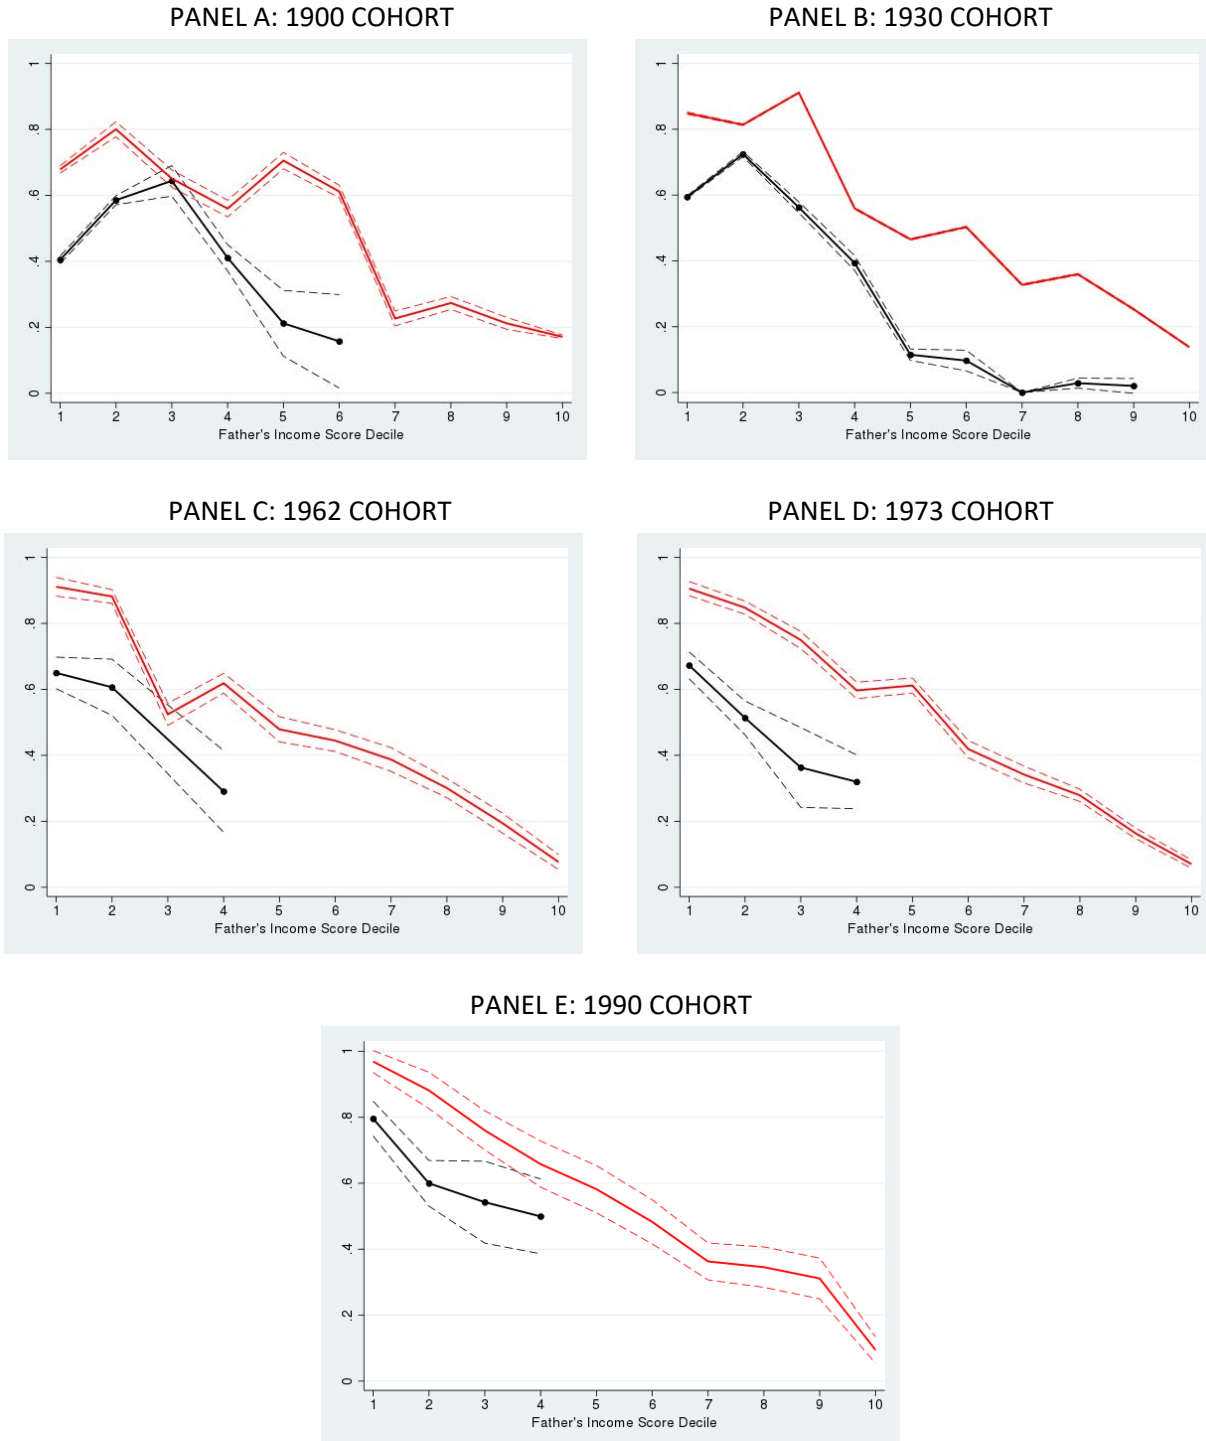 PANEL A: 1900 COHORT
1
.8
.6
.4
.2
0
1 2 3 4 5 6 7 8 9 10
Father's Income Score Decile
PANEL B: 1930 COHORT
1
.8
.6
.4
.2
0
1 2 3 4 5 6 7 8 9 10
Father's Income Score Decile
PANEL C: 1962 COHORT
1
.8
.6
.4
.2
0
1 2 3 4 5 6 7 8 9 10
Father's Income Score Decile
PANEL D: 1973 COHORT
1
.8
.6
.4
.2
0
1 2 3 4 5 6 7 8 9 10
Father's Income Score Decile
PANEL E: 1990 COHORT
1
.8
.6
.4
.2
0
1 2 3 4 5 6 7 8 9 10
Father's Income Score Decile